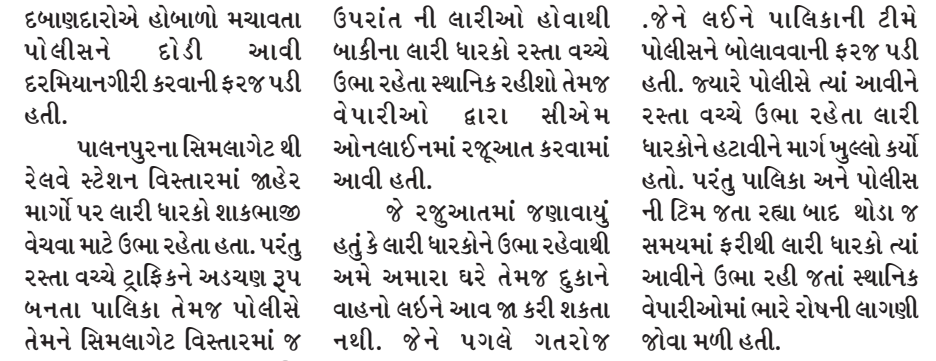 દબાણદારોએ હોબાળો મચાવતા
પોલીસને દોડી આવી
દરમિયાનગીરી કરવાની ફરજ પડી
હતી.
પાલનપુરના સિમલાગેટ થી
રેલવે સ્ટેશન વિસ્તારમાં જાહેર
માર્ગો પર લારી ધારકો શાકભાજી
વેચવા માટે ઉભા રહેતા હતા. પરંતુ
રસ્તા વચ્ચે ટ્રાફિકને અડચણ રૂપ
બનતા પાલિકા તેમજ પોલીસે
તેમને સિમલાગેટ વિસ્તારમાં જ
ઉપરાંત ની લારીઓ હોવાથી
બાકીના લારી ધારકો રસ્તા વચ્ચે
ઉભા રહેતા સ્થાનિક રહીશો તેમજ
વેપારીઓ દ્વારા સીએમ
ઓનલાઈનમાં રજૂઆત કરવામાં
આવી હતી.
જે રજુઆતમાં જણાવાયું
હતું કે લારી ધારકોને ઉભા રહેવાથી
અમે અમારા ઘરે તેમજ દુકાને
વાહનો લઇને આવ જા કરી શકતા
નથી. જેને પગલે ગતરોજ
.જેને લઈને પાલિકાની ટીમે
પોલીસને બોલાવવાની ફરજ પડી
હતી. જ્યારે પોલીસે ત્યાં આવીને
રસ્તા વચ્ચે ઉભા રહેતા લારી
ધારકોને હટાવીને માર્ગ ખુલ્લો કર્યો
હતો. પરંતુ પાલિકા અને પોલીસ
ની ટિમ જતા રહ્યા બાદ થોડા જ
સમયમાં ફરીથી લારી ધારકો ત્યાં
આવીને ઉભા રહી જતાં સ્થાનિક
વેપારીઓમાં ભારે રોષની લાગણી
જોવા મળી હતી.